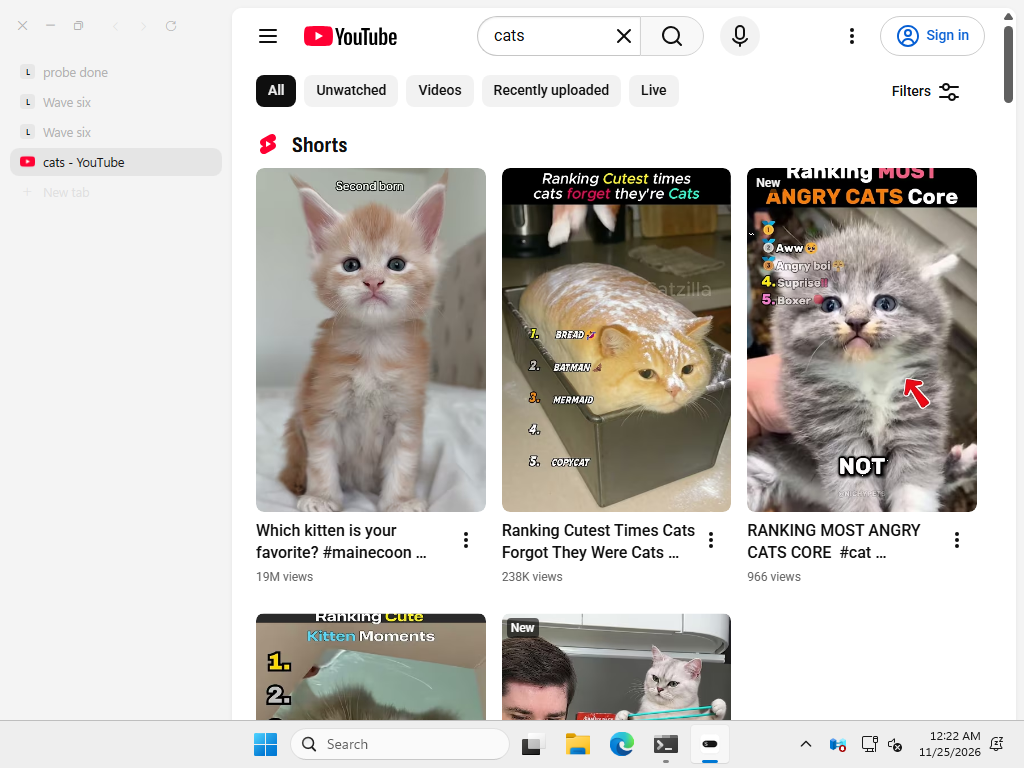 cats
YouTube
Sign in
probe done
Wave six
Wave six
cats - YouTube
New tab
All
Unwatched
Videos
Recently uploaded
Live
Filters
Shorts
Second born
Ranking Cutest times
cats forget they're Cats
Catzilla
1. BREAD
2. BATMAN
3. MERMAID
4.
5. COPYCAT
New
Ranking MOST
ANGRY CATS Core
Aww
Angry boi
4. Suprise
5. Boxer
NOT
Which kitten is your
favorite? #mainecoon ...
19M views
Ranking Cutest Times Cats
Forgot They Were Cats ...
238K views
RANKING MOST ANGRY
CATS CORE #cat ...
966 views
Ranking Cute
Kitten Moments
1.
2.
New
Search
12:22 AM
11/25/2026